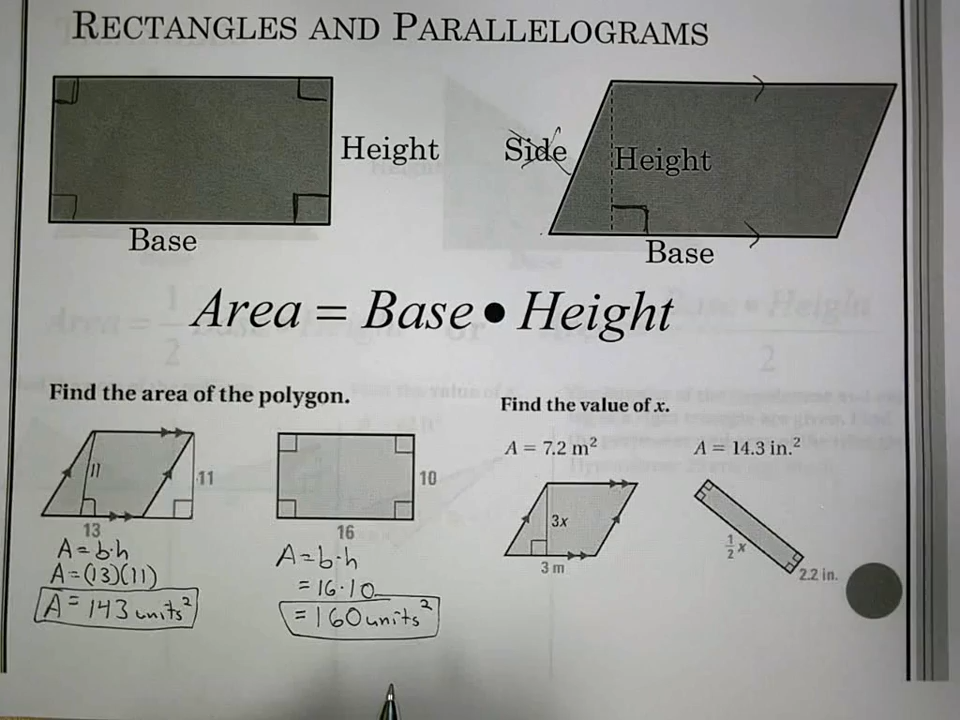 RECTANGLES AND PARALLELOGRAMS
Height
Base
Side
Height
Base
Area = Base • Height
Find the area of the polygon.
11
11
13
A = b·h
A = (13)(11)
A = 143 units²
10
16
A = b·h
= 16·10
= 160 units²
Find the value of x.
A = 7.2 m²
3x
3 m
A = 14.3 in.²
1/2 x
2.2 in.